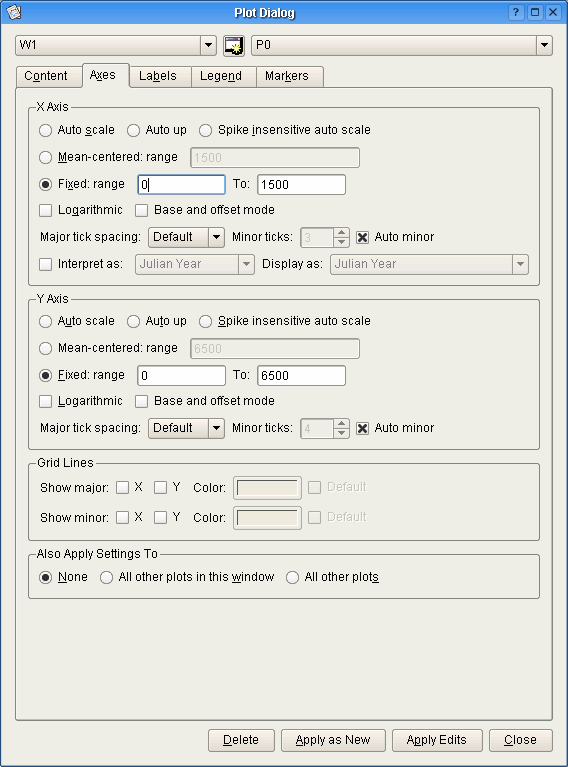 Plot Dialog
W1 P0
Content Axes Labels Legend Markers
X Axis
Auto scale Auto up Spike insensitive auto scale
Mean-centered: range 1500
Fixed: range 0 To: 1500
Logarithmic Base and offset mode
Major tick spacing: Default Minor ticks: 3 Auto minor
Interpret as: Julian Year Display as: Julian Year
Y Axis
Auto scale Auto up Spike insensitive auto scale
Mean-centered: range 6500
Fixed: range 0 To: 6500
Logarithmic Base and offset mode
Major tick spacing: Default Minor ticks: 4 Auto minor
Grid Lines
Show major: X Y Color: Default
Show minor: X Y Color: Default
Also Apply Settings To
None All other plots in this window All other plots
Delete Apply as New Apply Edits Close